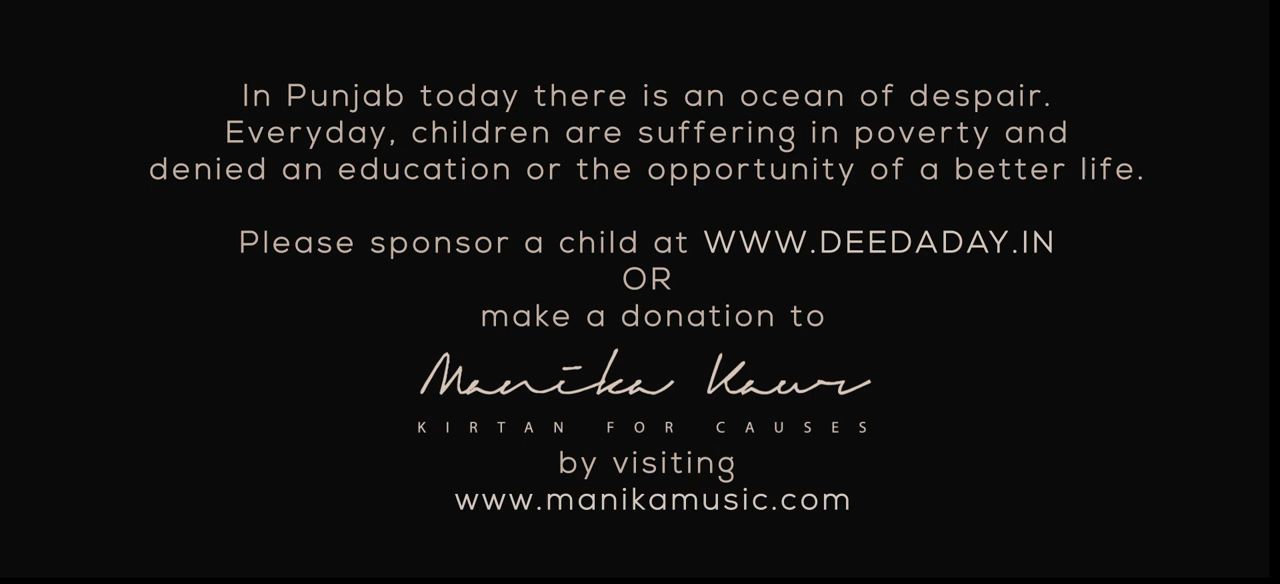 In Punjab today there is an ocean of despair.
Everyday, children are suffering in poverty and
denied an education or the opportunity of a better life.
Please sponsor a child at WWW.DEEDADAY.IN
OR
make a donation to
Manika Kaur
KIRTAN FOR CAUSES
by visiting
www.manikamusic.com